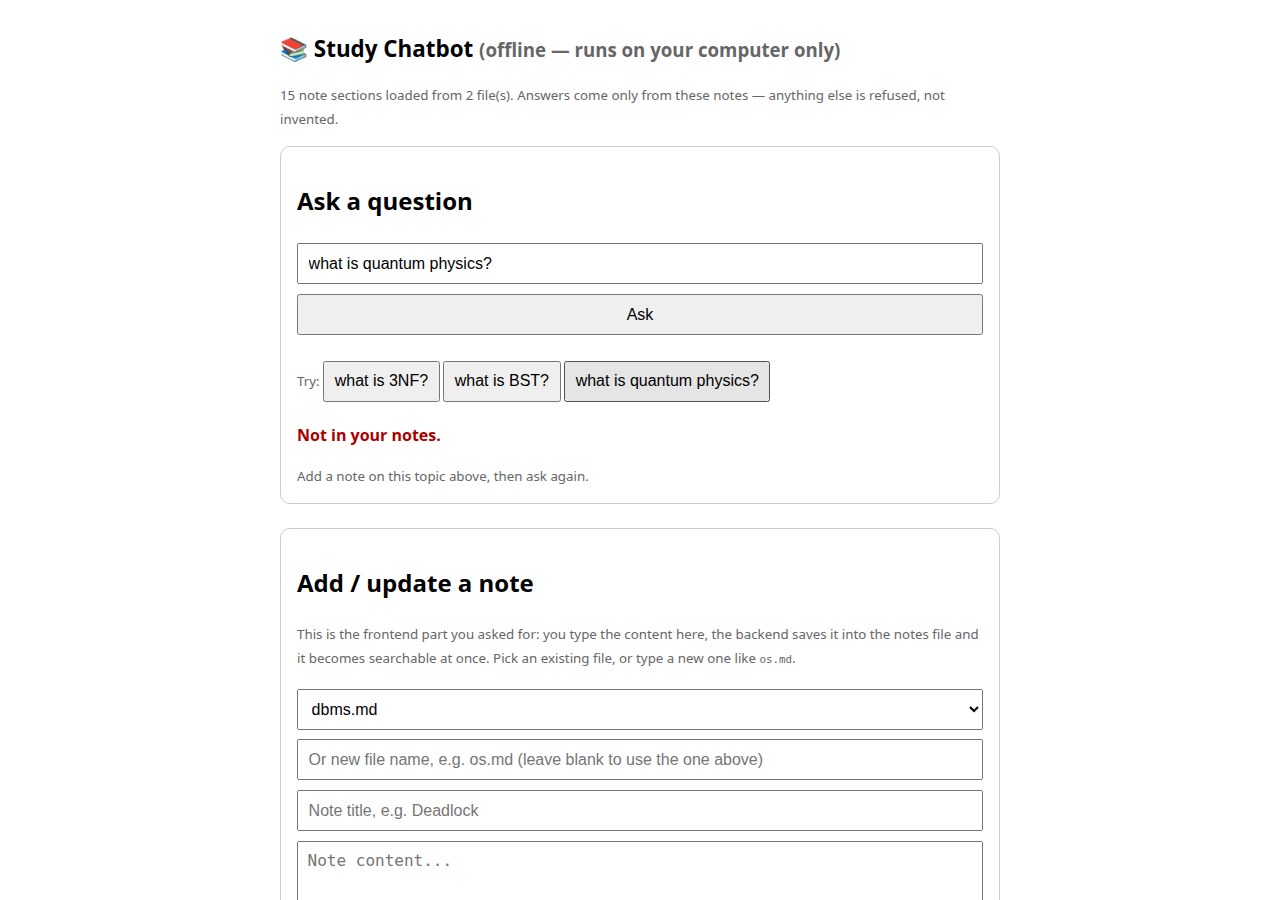 📚 Study Chatbot (offline — runs on your computer only)
15 note sections loaded from 2 file(s). Answers come only from these notes — anything else is refused, not
invented.
Ask a question
what is quantum physics?
Ask
Try: what is 3NF? what is BST? what is quantum physics?
Not in your notes.
Add a note on this topic above, then ask again.
Add / update a note
This is the frontend part you asked for: you type the content here, the backend saves it into the notes file and
it becomes searchable at once. Pick an existing file, or type a new one like os.md.
dbms.md
Or new file name, e.g. os.md (leave blank to use the one above)
Note title, e.g. Deadlock
Note content...